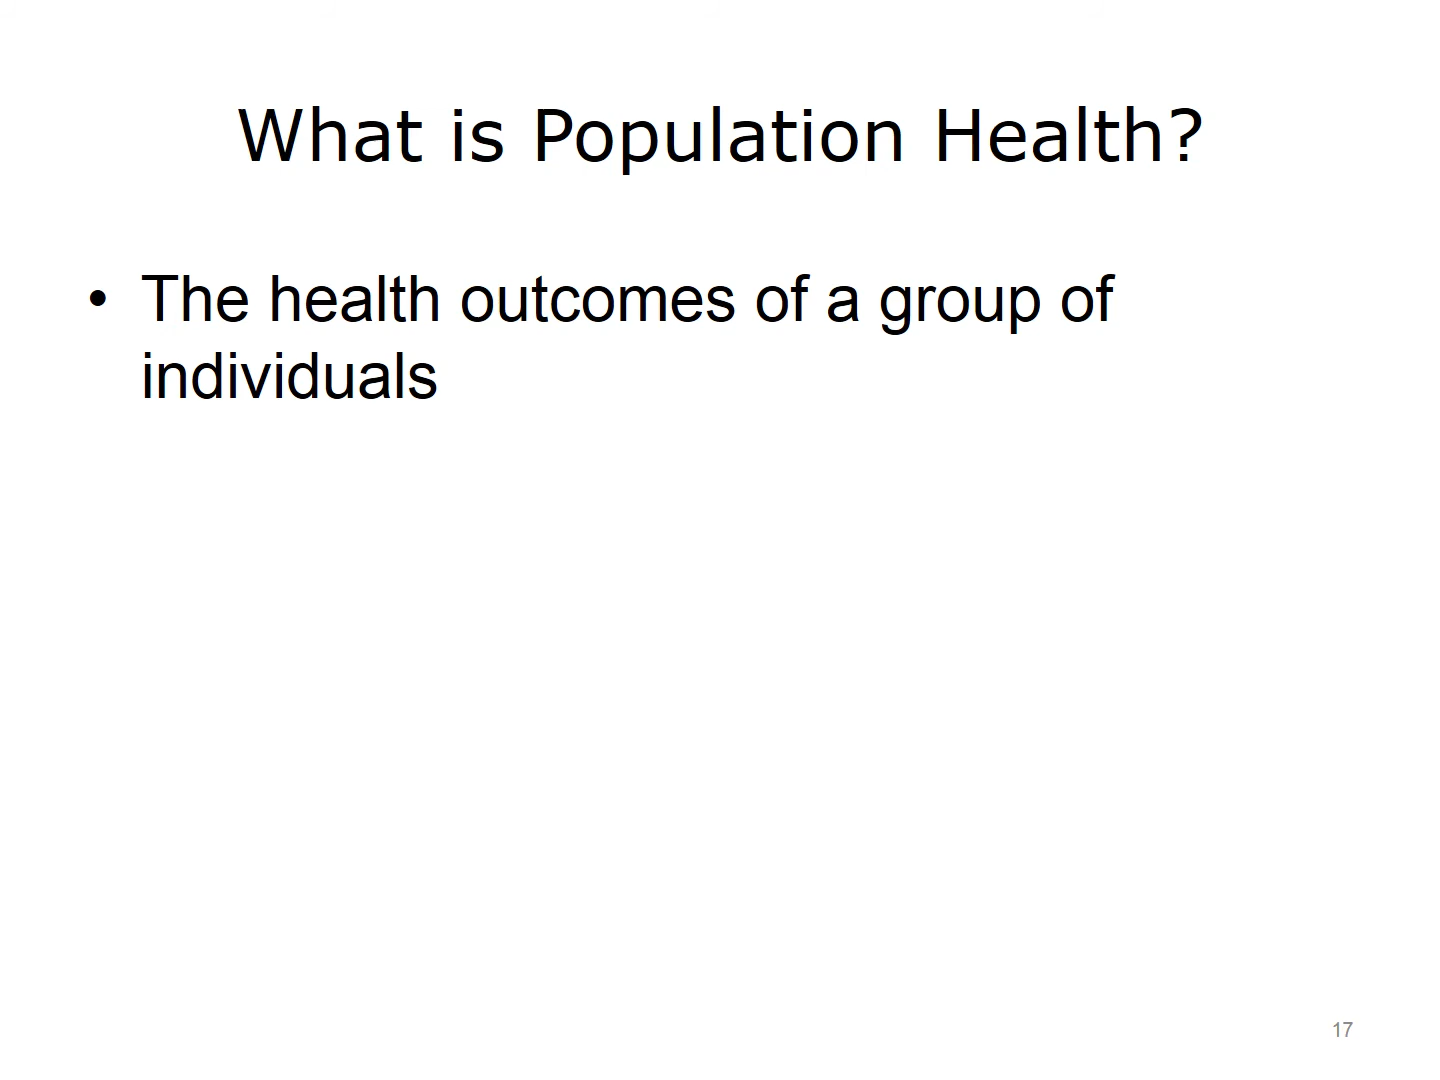 What is Population Health?
• The health outcomes of a group of
individuals
17